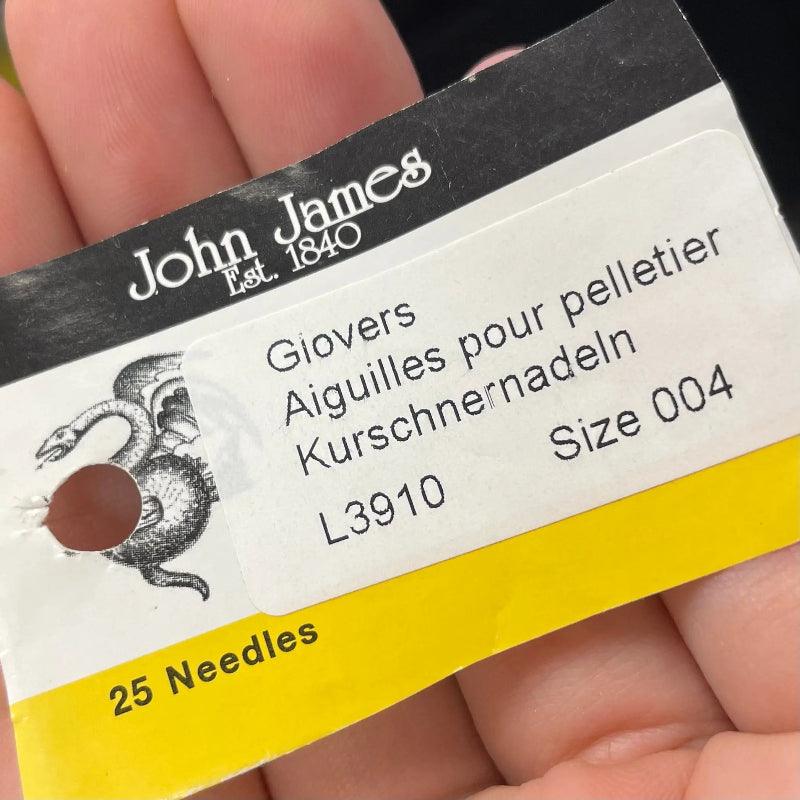 John James
Est. 1840
Glovers
Aiguilles pour pelletier
Kurschnernadeln
L3910 Size 004
25 Needles